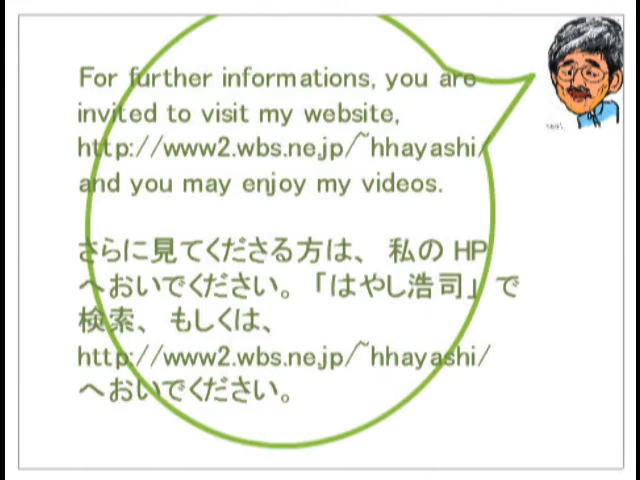 For further informations, you are
invited to visit my website,
http://www2.wbs.ne.jp/~hhayashi/
and you may enjoy my videos.
さらに見てくださる方は、 私の HP
へおいでください。「はやし浩司」で
検索、 もしくは、
http://www2.wbs.ne.jp/~hhayashi/
へおいでください。